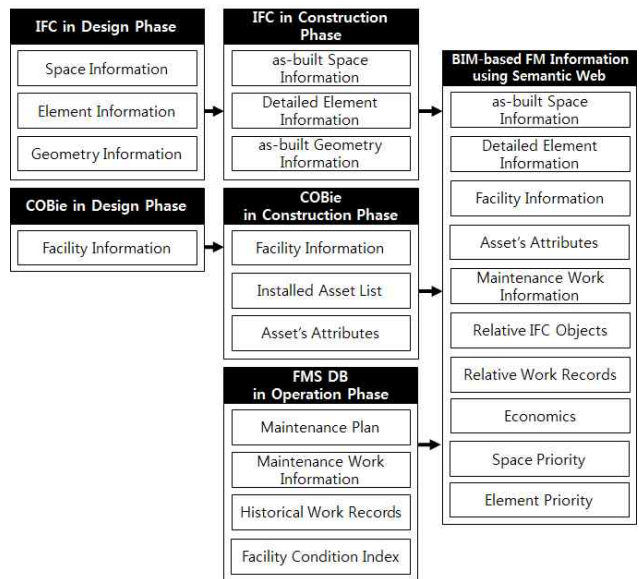 IFC in Design Phase
Space Information
Element Information
Geometry Information
COBie in Design Phase
Facility Information
IFC in Construction
Phase
as-built Space
Information
Detailed Element
Information
as-built Geometry
Information
COBie
in Construction Phase
Facility Information
Installed Asset List
Asset's Attributes
FMS DB
in Operation Phase
Maintenance Plan
Maintenance Work
Information
Historical Work Records
Facility Condition Index
BIM-based FM Information
using Semantic Web
as-built Space
Information
Detailed Element
Information
Facility Information
Asset's Attributes
Maintenance Work
Information
Relative IFC Objects
Relative Work Records
Economics
Space Priority
Element Priority